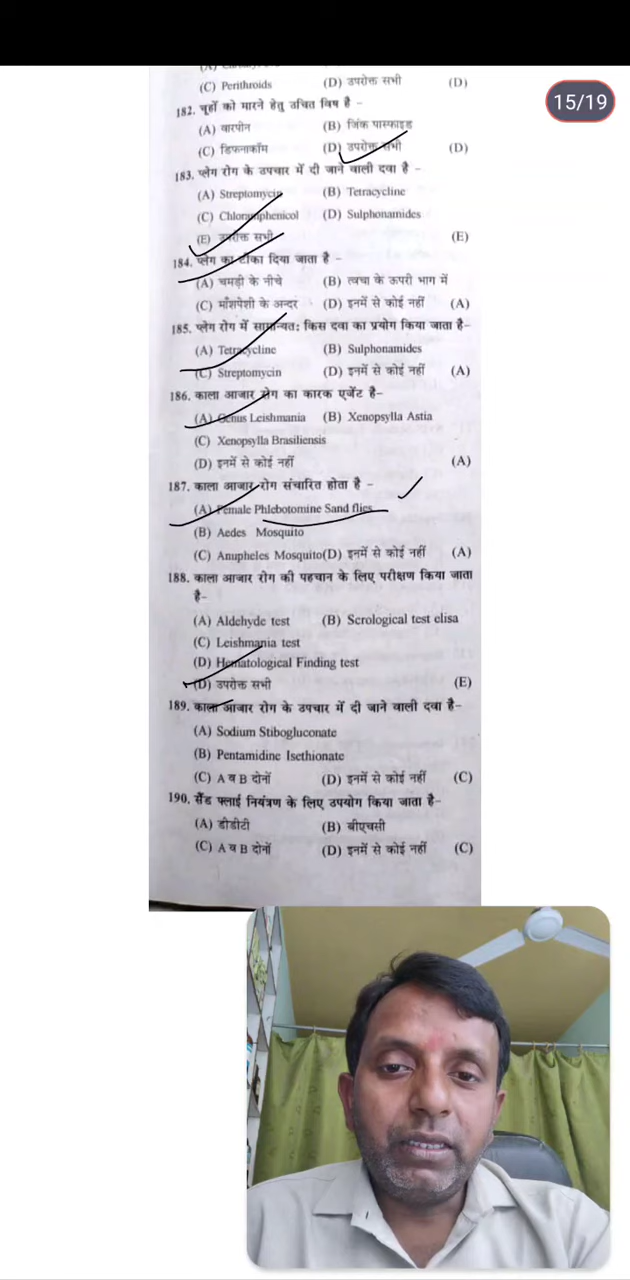 (C) Perithroids (D) उपरोक्त सभी (D)
15/19
182. चूहों को मारने हेतु उचित विष है –
(A) वारपीन (B) जिंक पास्फाइड
(C) डिफनाकॉम (D) उपरोक्त सभी (D)
183. प्लेग रोग के उपचार में दी जाने वाली दवा है –
(A) Streptomycin (B) Tetracycline
(C) (D) Sulphonamides
(E) उपरोक्त सभी (E)
184. प्लेग का टीका दिया जाता है –
(A) चमड़ी के नीचे (B) त्वचा के ऊपरी भाग में
(C) माँशपेशी के अन्दर (D) इनमें से कोई नहीं (A)
185. प्लेग रोग में सामान्यत: किस दवा का प्रयोग किया जाता है–
(A) Tetracycline (B) Sulphonamides
(C) Streptomycin (D) इनमें से कोई नहीं (A)
186. काला आजार रोग का कारक एजेंट है–
(A) Genus Leishmania (B) Xenopsylla Astia
(C) Xenopsylla Brasiliensis
(D) इनमें से कोई नहीं (A)
187. काला आजार रोग संचारित होता है –
(A) Female Phlebotomine Sand flies
(B) Aedes Mosquito
(C) Anupheles Mosquito(D) इनमें से कोई नहीं (A)
188. काला आजार रोग की पहचान के लिए परीक्षण किया जाता
है–
(A) Aldehyde test (B) Scrological test elisa
(C) Leishmania test
(D) Hematological Finding test
(D) उपरोक्त सभी (E)
189. काला आजार रोग के उपचार में दी जाने वाली दवा है–
(A) Sodium Stibogluconate
(B) Pentamidine Isethionate
(C) A व B दोनों (D) इनमें से कोई नहीं (C)
190. सैंड फ्लाई नियंत्रण के लिए उपयोग किया जाता है–
(A) डीडीटी (B) बीएचसी
(C) A व B दोनों (D) इनमें से कोई नहीं (C)